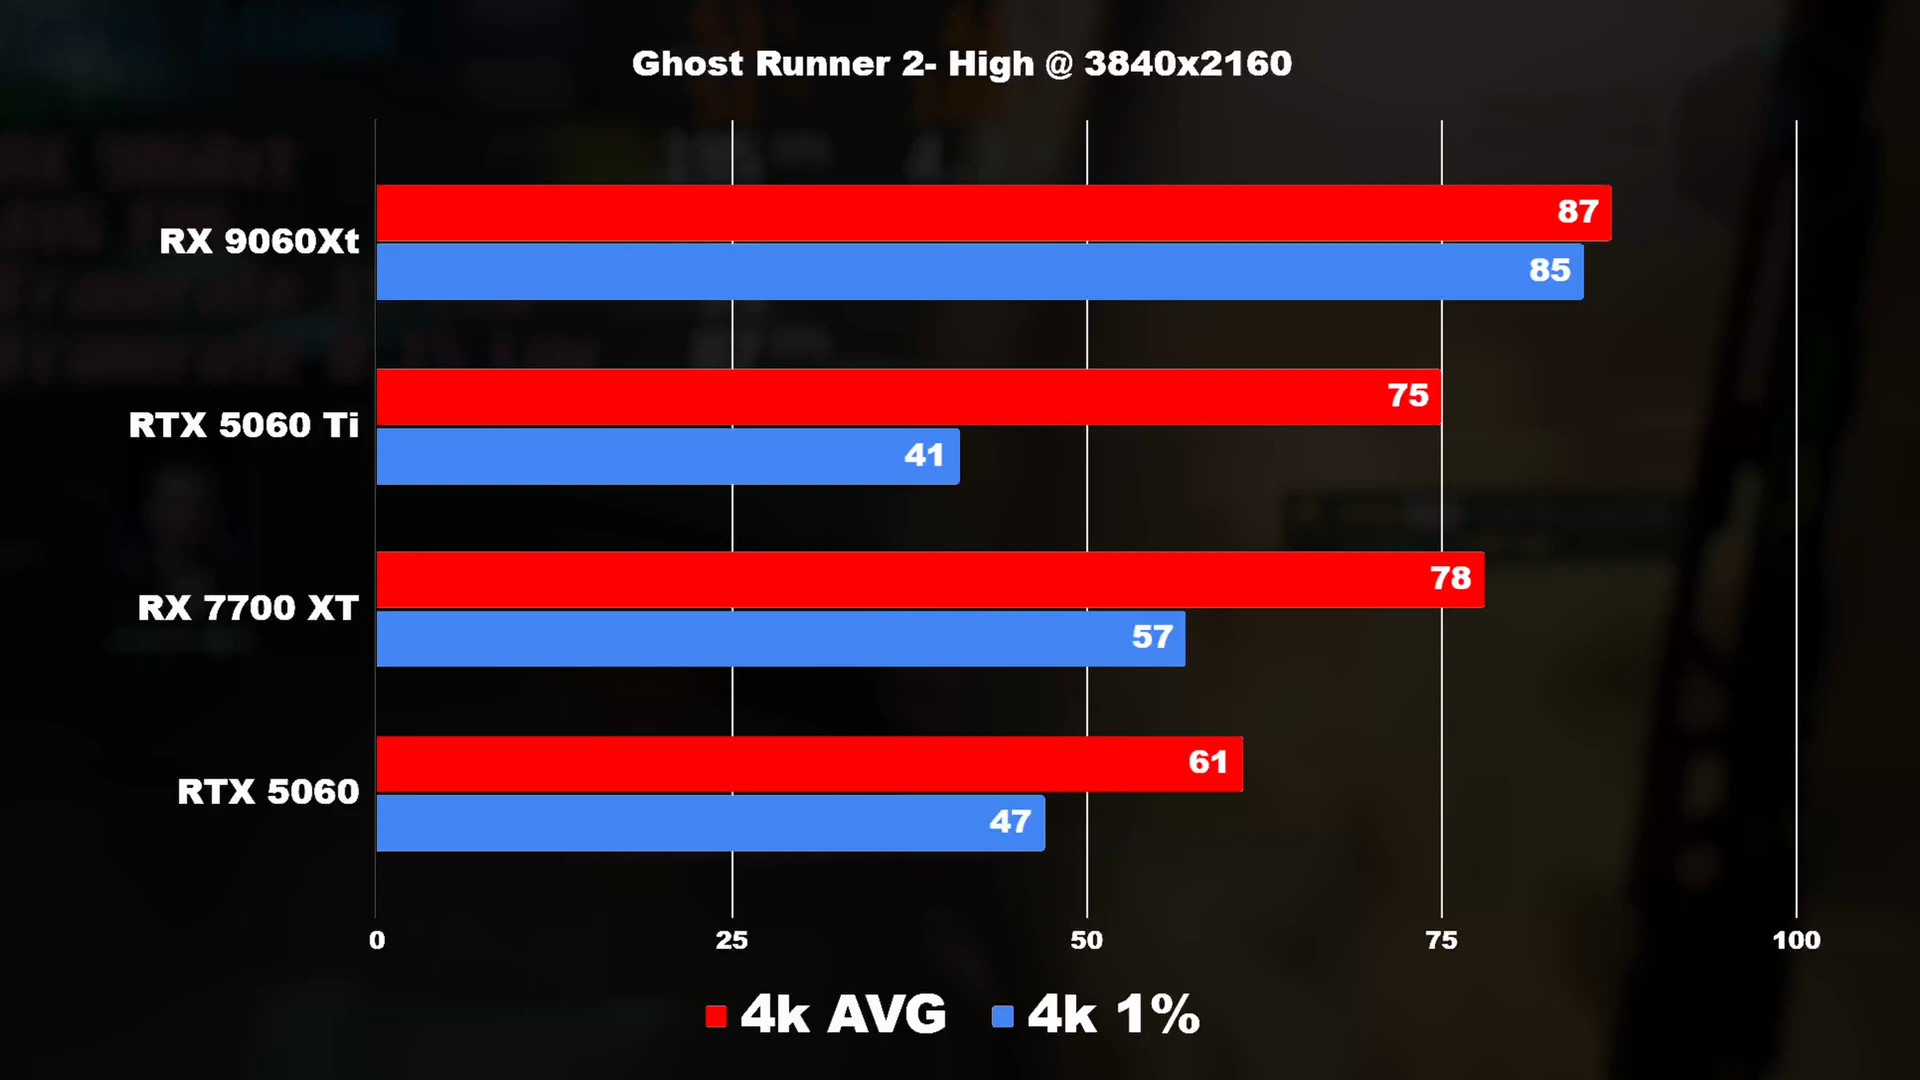 Ghost Runner 2- High @ 3840x2160
RX 9060Xt
87
85
RTX 5060 Ti
75
41
RX 7700 XT
78
57
RTX 5060
61
47
0 25 50 75 100
4k AVG 4k 1%